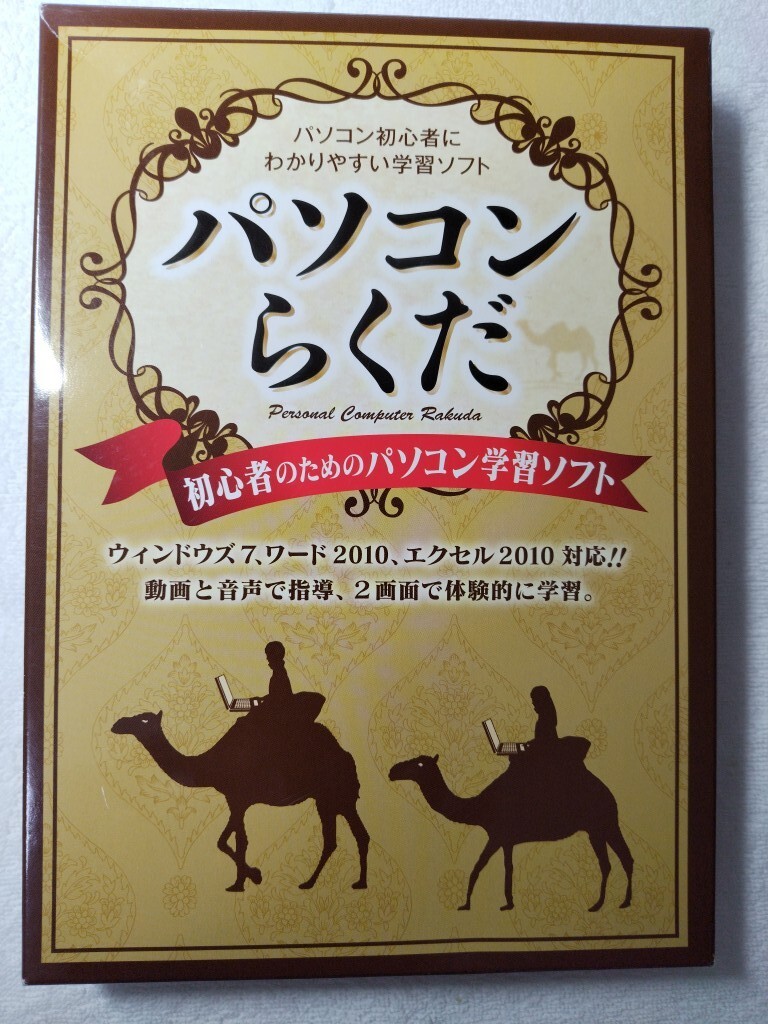 パソコン初心者に
わかりやすい学習ソフト
パソコン
らくだ
Personal Computer Rakuda
初心者のためのパソコン学習ソフト
ウィンドウズ7、ワード2010、エクセル2010 対応!!
動画と音声で指導、2画面で体験的に学習。